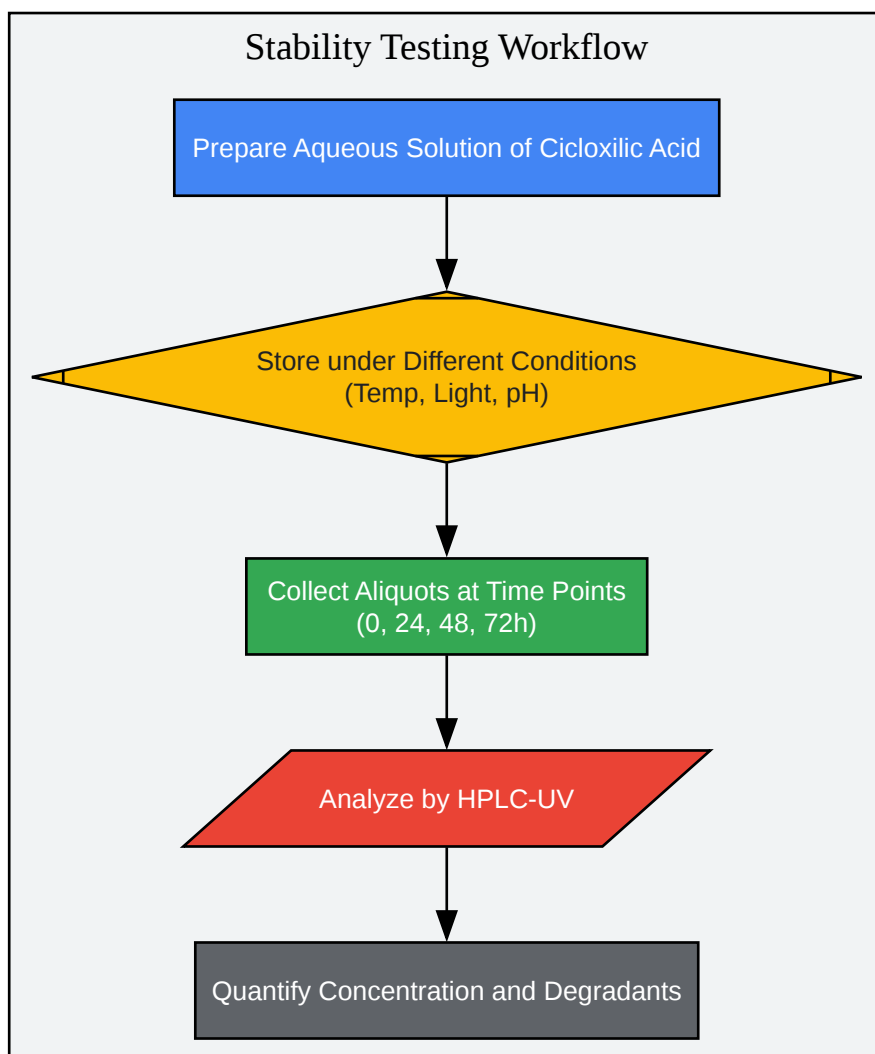 Stability Testing Workflow
Prepare Aqueous Solution of Cicloxilic Acid
Store under Different Conditions
(Temp, Light, pH)
Collect Aliquots at Time Points
(0, 24, 48, 72h)
Analyze by HPLC-UV
Quantify Concentration and Degradants